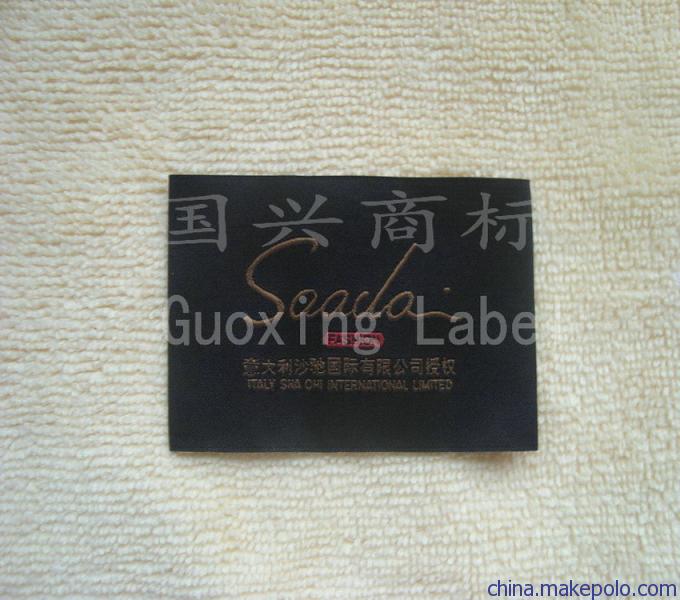 国兴商标
Guoxing Label
FASHION
意大利沙驰国际有限公司授权
ITALY SHA CHI INTERNATIONAL LIMITED
china.makepolo.com